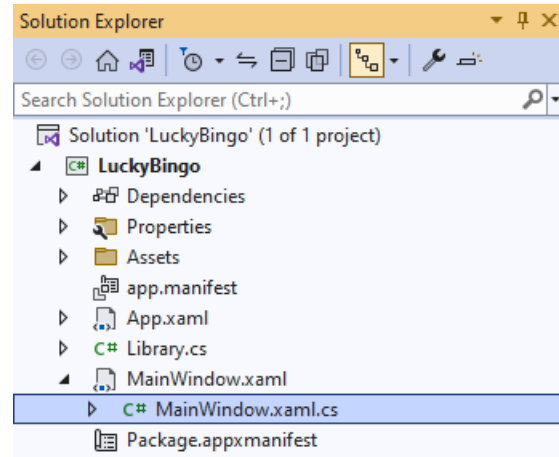 Solution Explorer
Search Solution Explorer (Ctrl+;)
Solution 'LuckyBingo' (1 of 1 project)
C# LuckyBingo
Dependencies
Properties
Assets
app.manifest
App.xaml
C# Library.cs
MainWindow.xaml
C# MainWindow.xaml.cs
Package.appxmanifest